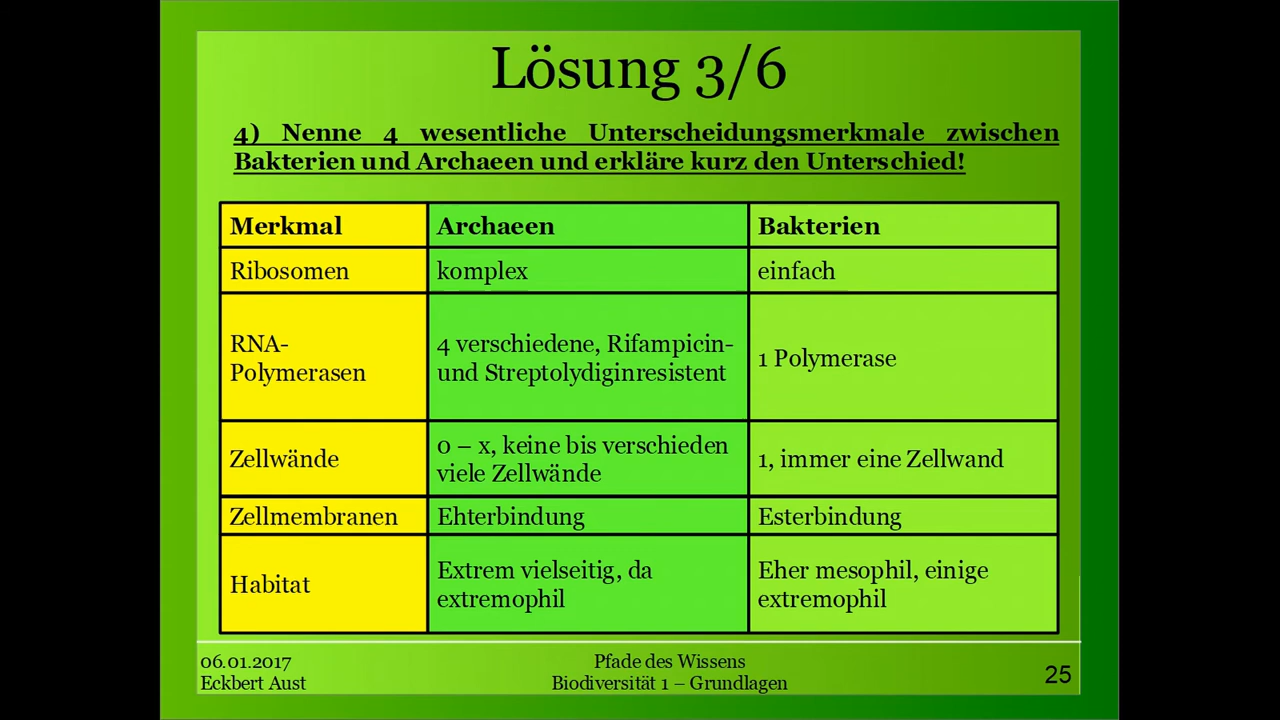 Lösung 3/6
4) Nenne 4 wesentliche Unterscheidungsmerkmale zwischen
Bakterien und Archaeen und erkläre kurz den Unterschied!
Merkmal
Archaeen
Bakterien
Ribosomen
komplex
einfach
RNA-
Polymerasen
4 verschiedene, Rifampicin-
und Streptolydiginresistent
1 Polymerase
Zellwände
0 – x, keine bis verschieden
viele Zellwände
1, immer eine Zellwand
Zellmembranen
Ehterbindung
Esterbindung
Habitat
Extrem vielseitig, da
extremophil
Eher mesophil, einige
extremophil
06.01.2017
Eckbert Aust
Pfade des Wissens
Biodiversität 1 – Grundlagen
25